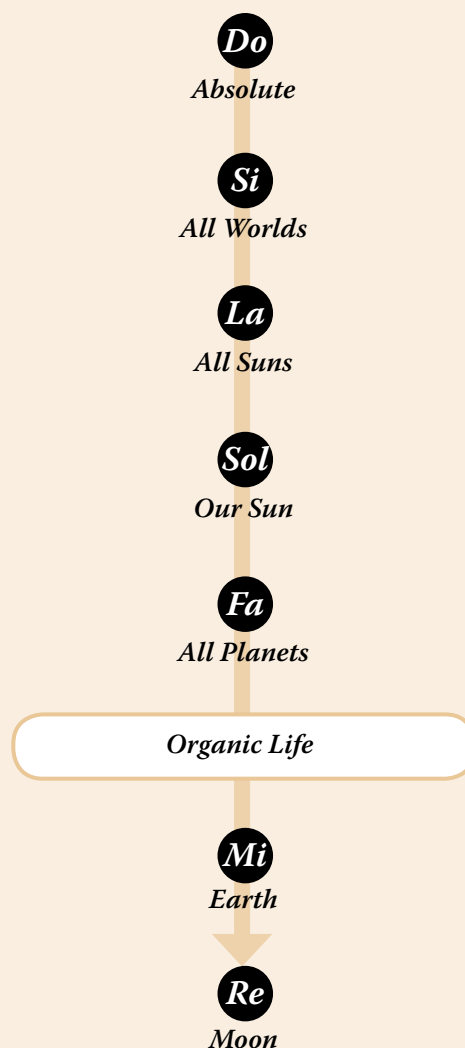 Do
Absolute
Si
All Worlds
La
All Suns
Sol
Our Sun
Fa
All Planets
Organic Life
Mi
Earth
Re
Moon